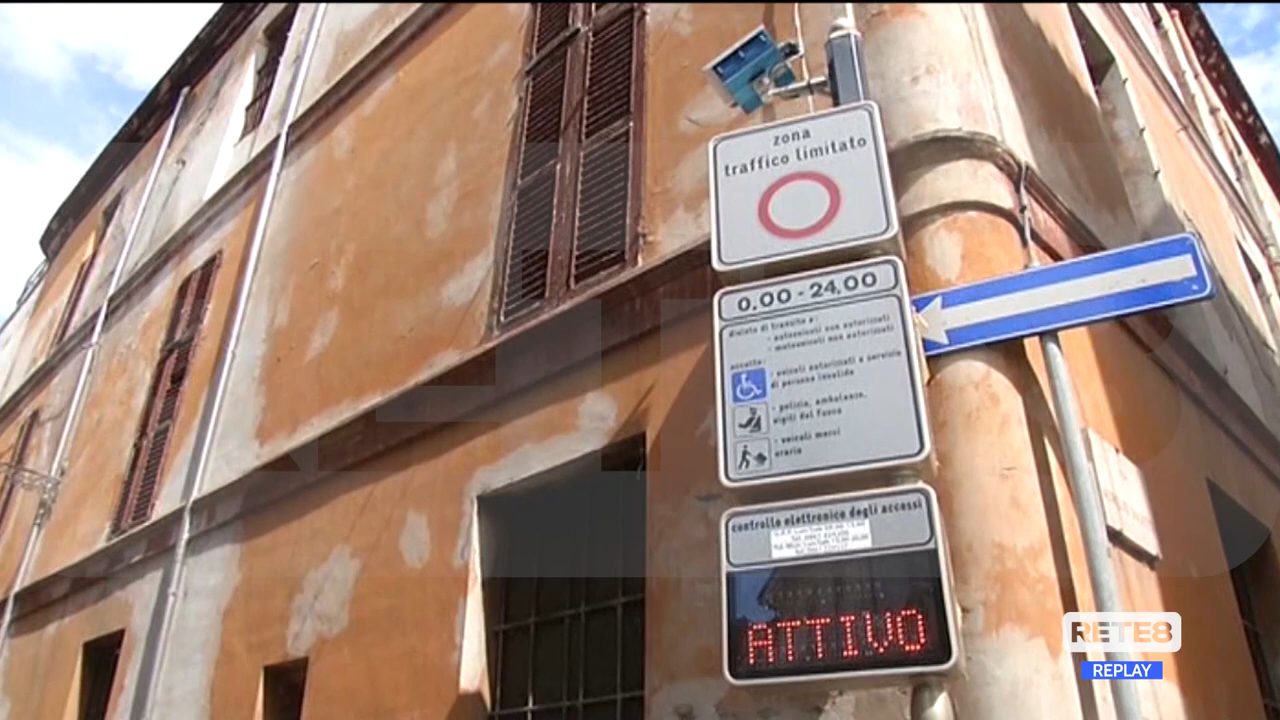 zona
traffico limitato
0.00 - 24.00
divieto di transito a:
- autoveicoli non autorizzati
- motoveicoli non autorizzati
eccetto:
- veicoli autorizzati a servizio
di persone invalide
- polizia, ambulanze,
vigili del fuoco
- veicoli merci
orario
controllo elettronico degli accessi
ATTIVO
RETE8
REPLAY